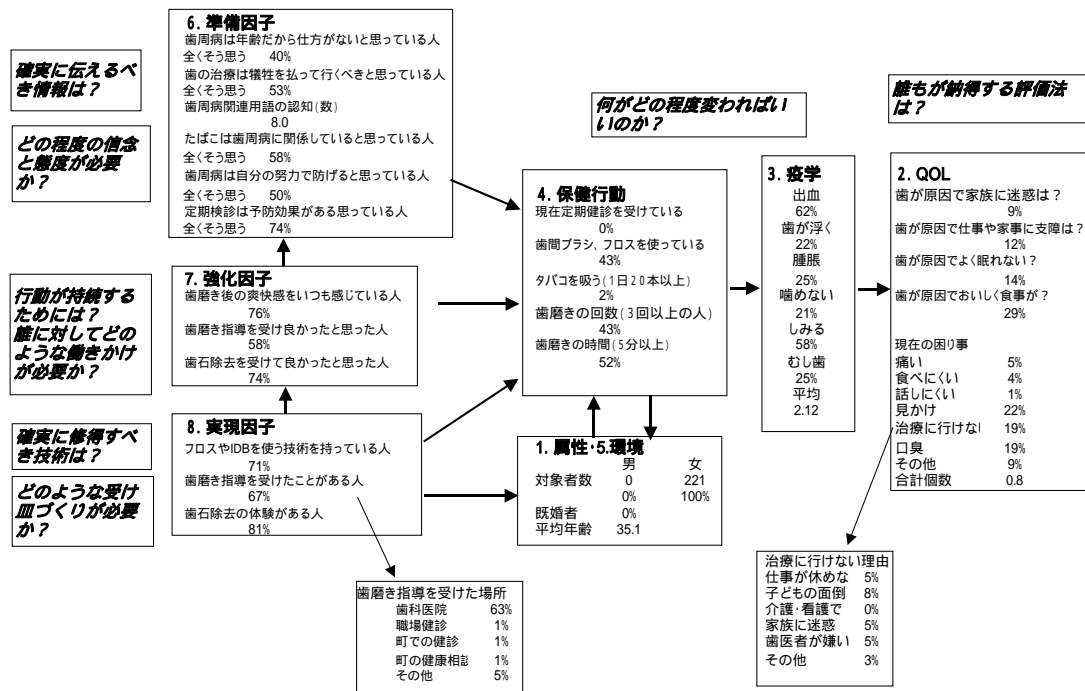 確実に伝えるべ
き情報は？
どの程度の信念
と態度が必要
か？
行動が持続する
ためには？
誰に対してどの
ような働きかけ
が必要か？
確実に修得すべ
き技術は？
どのような受け
皿づくりが必要
か？
6. 準備因子
歯周病は年齢だから仕方がないと思っている人
全くそう思う 40%
歯の治療は犠牲を払って行くべきと思っている人
全くそう思う 53%
歯周病関連用語の認知(数)
8.0
たばこは歯周病に関係していると思っている人
全くそう思う 58%
歯周病は自分の努力で防げると思っている人
全くそう思う 50%
定期検診は予防効果がある思っている人
全くそう思う 74%
7. 強化因子
歯磨き後の爽快感をいつも感じている人
76%
歯磨き指導を受け良かったと思った人
58%
歯石除去を受けて良かったと思った人
74%
8. 実現因子
フロスやIDBを使う技術を持っている人
71%
歯磨き指導を受けたことがある人
67%
歯石除去の体験がある人
81%
歯磨き指導を受けた場所
歯科医院 63%
職場健診 1%
町での健診 1%
町の健康相談 1%
その他 5%
何がどの程度変わればい
いのか？
4. 保健行動
現在定期健診を受けている
0%
歯間ブラシ、フロスを使っている
43%
タバコを吸う(1日20本以上)
2%
歯磨きの回数(3回以上の人)
43%
歯磨きの時間(5分以上)
52%
1. 属性・5.環境
男 女
対象者数 0 221
0% 100%
既婚者 0%
平均年齢 35.1
3. 疫学
出血
62%
歯が浮く
22%
腫脹
25%
噛めない
21%
しみる
58%
むし歯
25%
平均
2.12
誰もが納得する評価法
は？
2. QOL
歯が原因で家族に迷惑は？
9%
歯が原因で仕事や家事に支障は？
12%
歯が原因でよく眠れない？
14%
歯が原因でおいしく食事が？
29%
現在の困り事
痛い 5%
食べにくい 4%
話しにくい 1%
見かけ 22%
治療に行けない 19%
口臭 19%
その他 9%
合計個数 0.8
治療に行けない理由
仕事が休めな 5%
子どもの面倒 8%
介護・看護で 0%
家族に迷惑 5%
歯医者が嫌い 5%
その他 3%